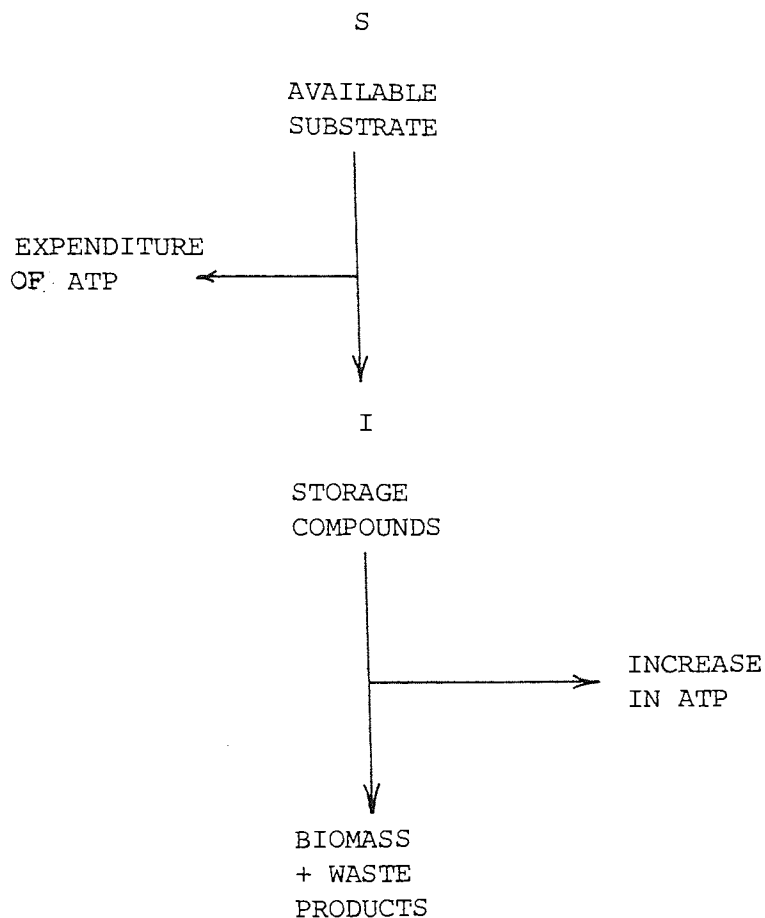 S
AVAILABLE
SUBSTRATE
EXPENDITURE
OF ATP
I
STORAGE
COMPOUNDS
INCREASE
IN ATP
BIOMASS
+ WASTE
PRODUCTS